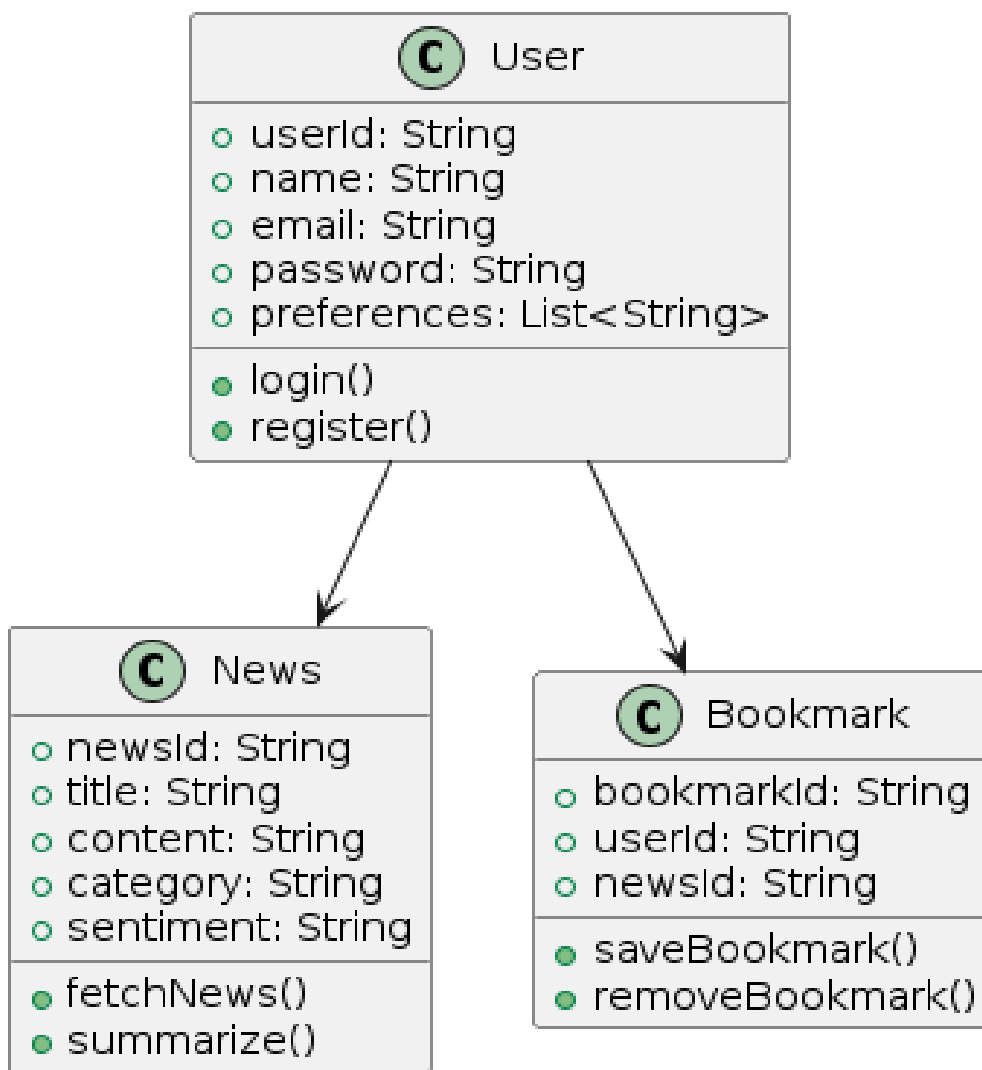 C User
userId: String
name: String
email: String
password: String
preferences: List<String>
login()
register()
C News
newsId: String
title: String
content: String
category: String
sentiment: String
fetchNews()
summarize()
C Bookmark
bookmarkId: String
userId: String
newsId: String
saveBookmark()
removeBookmark()